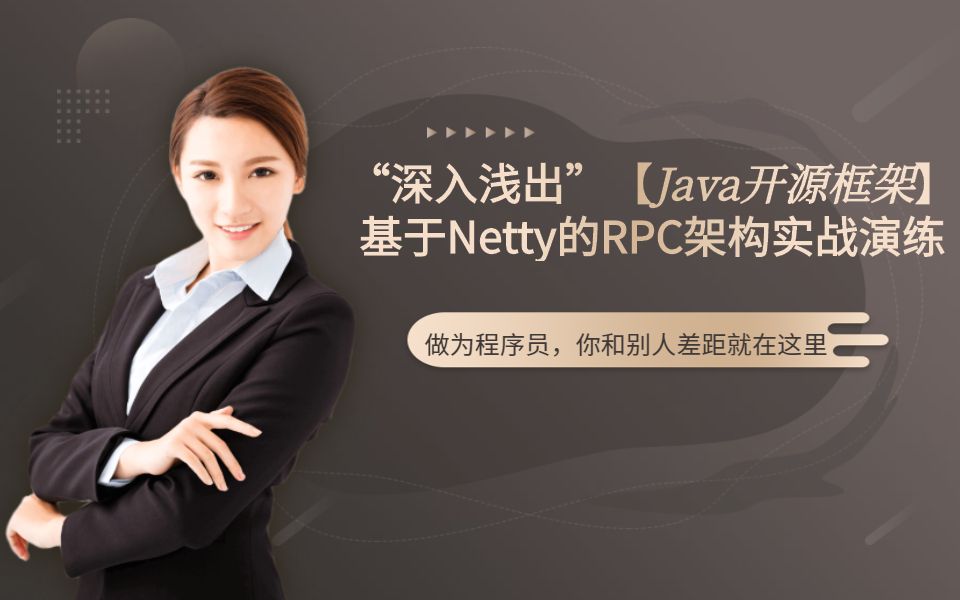 “深入浅出”【Java开源框架】
基于Netty的RPC架构实战演练
做为程序员，你和别人差距就在这里